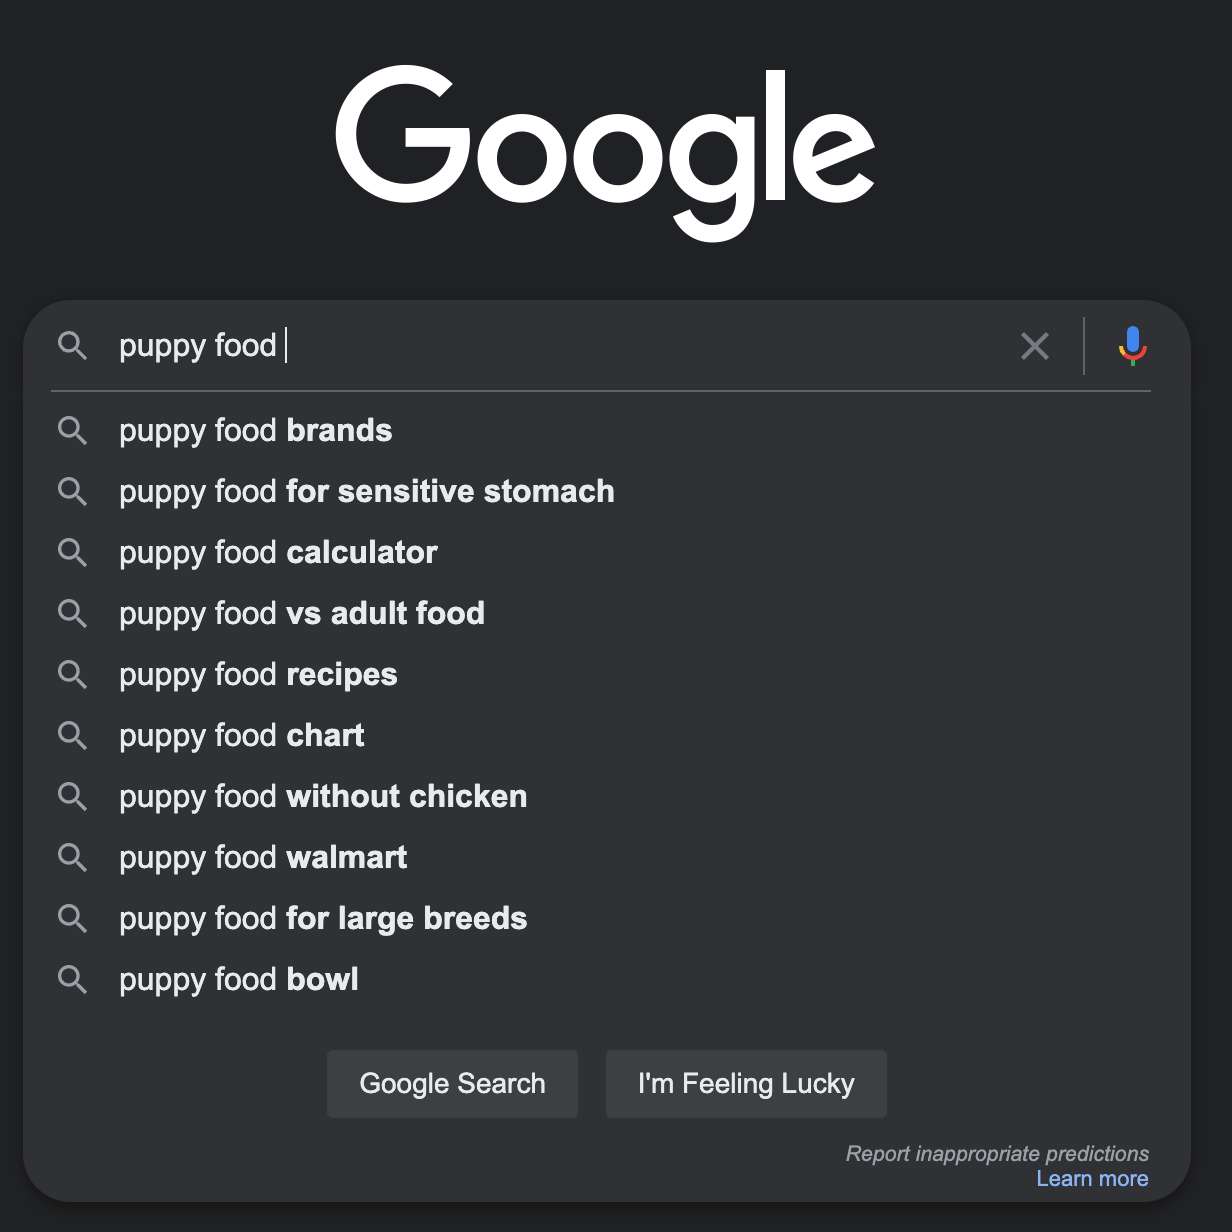 Google
puppy food
puppy food brands
puppy food for sensitive stomach
puppy food calculator
puppy food vs adult food
puppy food recipes
puppy food chart
puppy food without chicken
puppy food walmart
puppy food for large breeds
puppy food bowl
Google Search
I'm Feeling Lucky
Report inappropriate predictions
Learn more